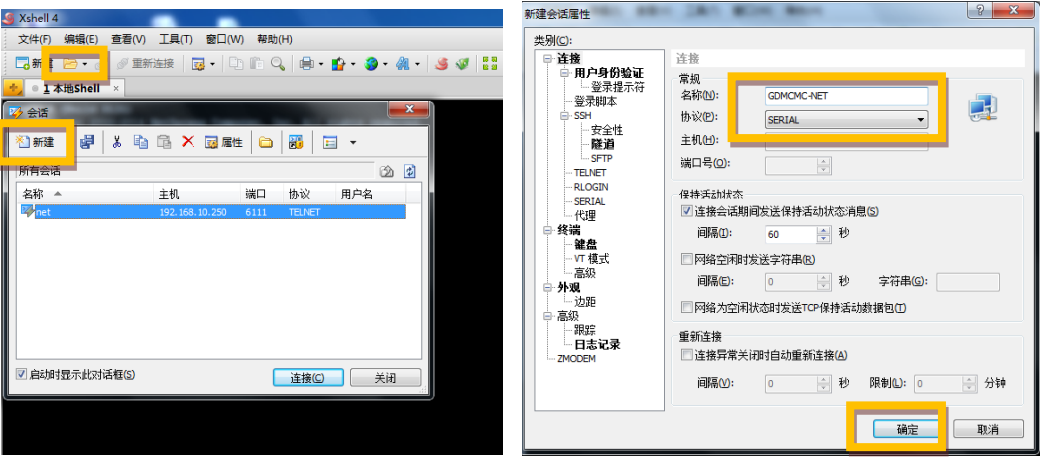 Xshell 4
文件(F) 编辑(E) 查看(V) 工具(T) 窗口(W) 帮助(H)
新 重新连接
1 本地Shell ×
会话
新建 属性
所有会话
名称 主机 端口 协议 用户名
net 192.168.10.250 6111 TELNET
启动时显示此对话框(S)
连接(C) 关闭
新建会话属性
类别(C):
连接
用户身份验证
登录提示符
登录脚本
SSH
安全性
隧道
SFTP
TELNET
RLOGIN
SERIAL
代理
终端
键盘
VT 模式
高级
外观
边距
高级
跟踪
日志记录
ZMODEM
连接
常规
名称(N): GDMCMC-NET
协议(P): SERIAL
主机(H):
端口号(O):
保持活动状态
连接会话期间发送保持活动状态消息(S)
间隔(I): 60 秒
网络空闲时发送字符串(R)
间隔(E): 0 秒 字符串(G):
网络为空闲状态时发送TCP保持活动数据包(T)
重新连接
连接异常关闭时自动重新连接(A)
间隔(V): 0 秒 限制(L): 0 分钟
确定 取消